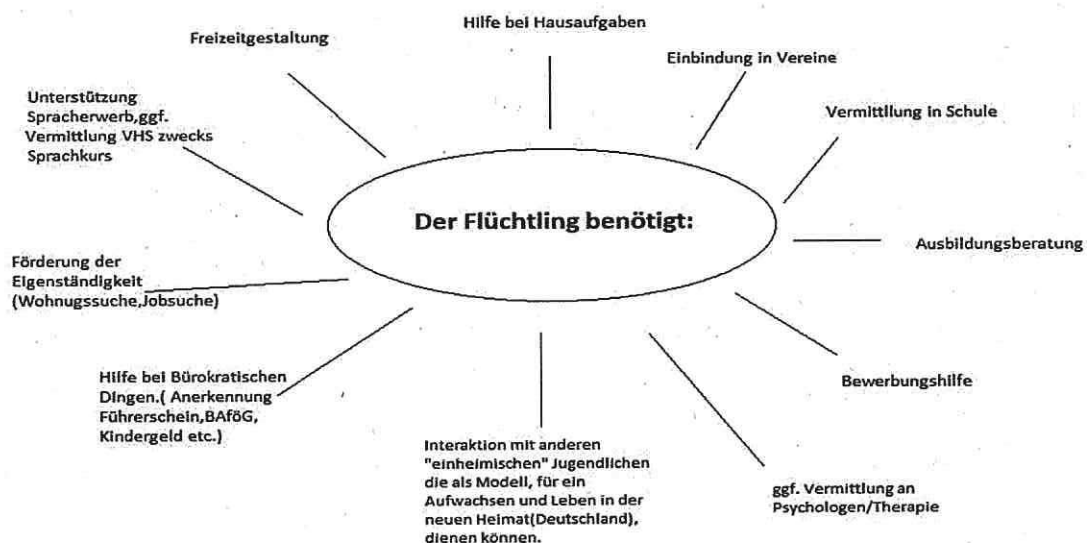 Hilfe bei Hausaufgaben
Freizeitgestaltung
Einbindung in Vereine
Unterstützung
Spracherwerb,ggf.
Vermittlung VHS zwecks
Sprachkurs
Vermittllung in Schule
Der Flüchtling benötigt:
Ausbildungsberatung
Förderung der
Eigenständigkeit
(Wohnugssuche,Jobsuche)
Hilfe bei Bürokratischen
Dingen.( Anerkennung
Führerschein,BAföG,
Kindergeld etc.)
Bewerbungshilfe
Interaktion mit anderen
"einheimischen" Jugendlichen
die als Modell, für ein
Aufwachsen und Leben in der
neuen Heimat(Deutschland),
dienen können.
ggf. Vermittlung an
Psychologen/Therapie